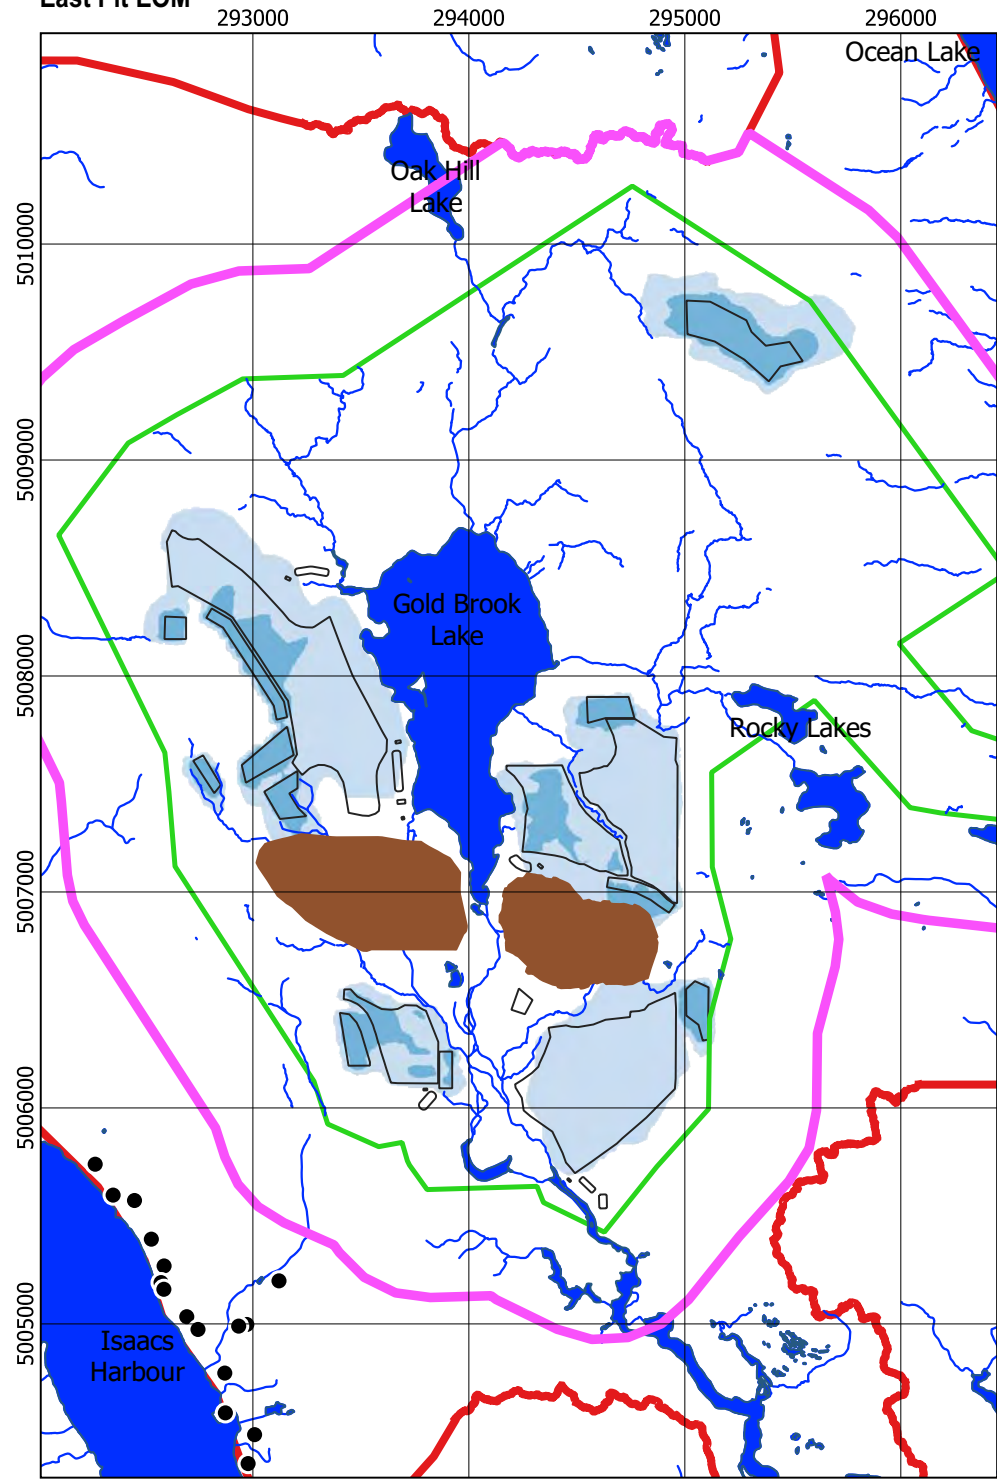 East Pit EOM
293000 294000 295000 296000
Ocean Lake
Oak Hill
Lake
5010000
5009000
Gold Brook
Lake
5008000
Rocky Lakes
5007000
5006000
5005000
Isaacs
Harbour